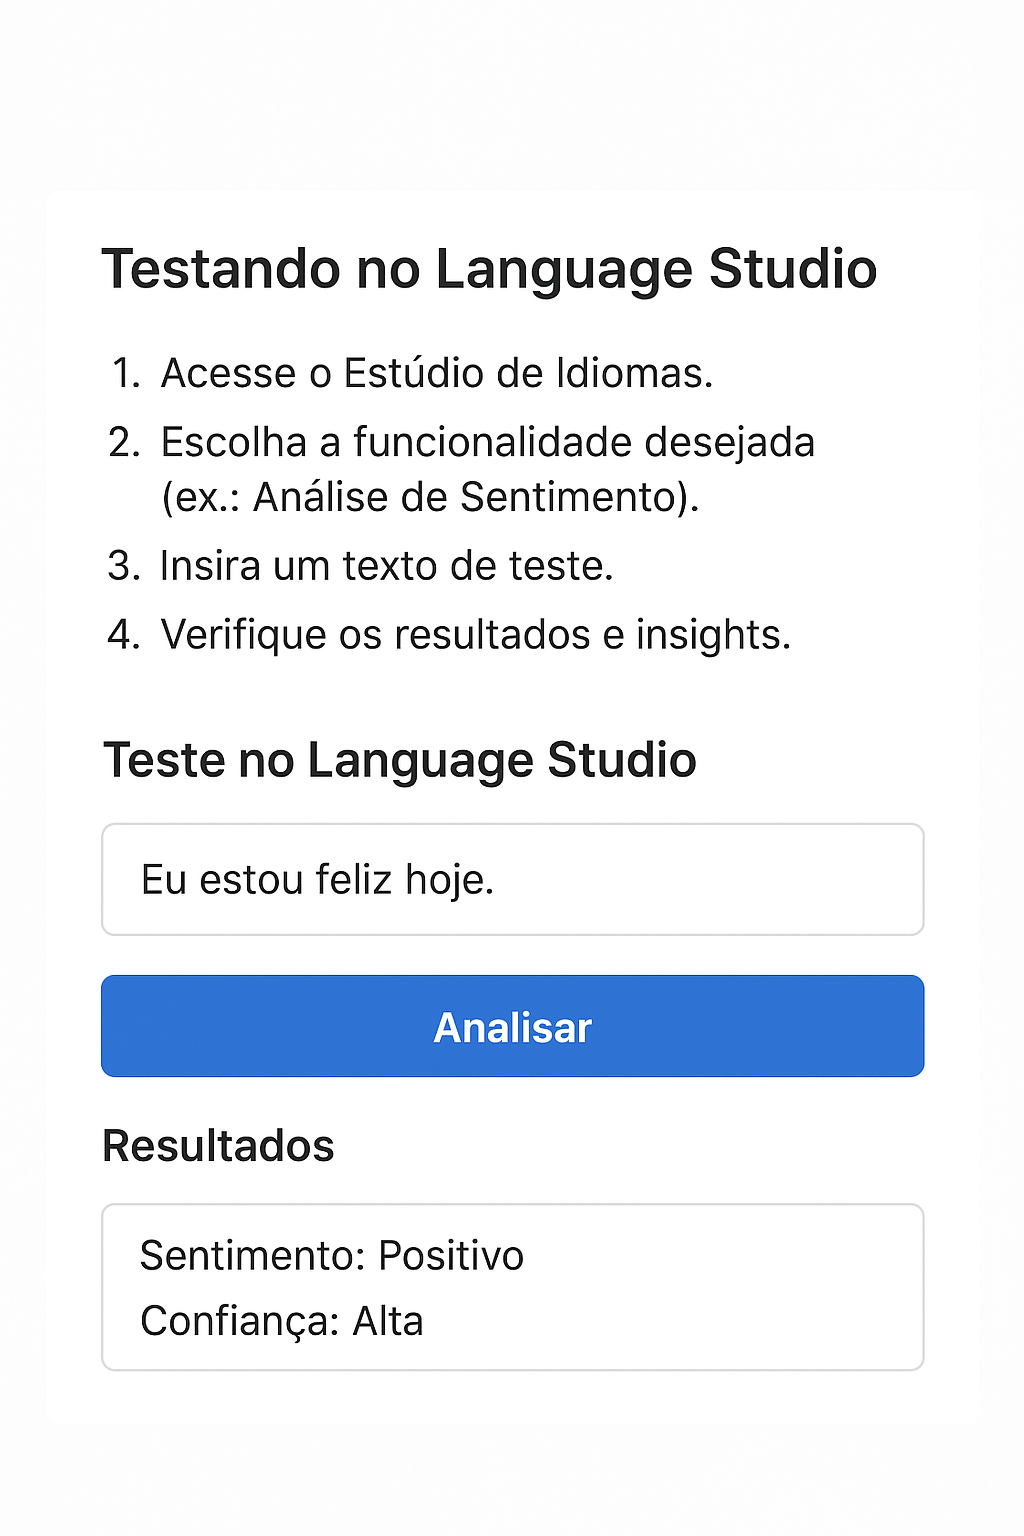 Testando no Language Studio
1. Acesse o Estúdio de Idiomas.
2. Escolha a funcionalidade desejada
(ex.: Análise de Sentimento).
3. Insira um texto de teste.
4. Verifique os resultados e insights.
Teste no Language Studio
Eu estou feliz hoje.
Analisar
Resultados
Sentimento: Positivo
Confiança: Alta